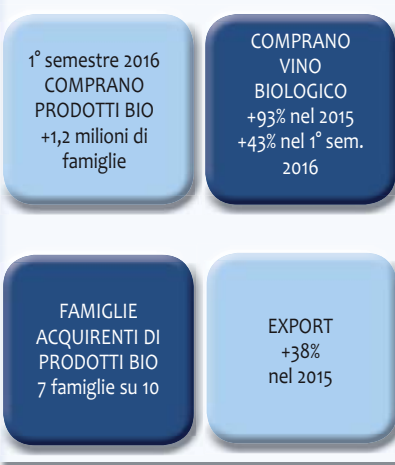 1° semestre 2016
COMPRANO
PRODOTTI BIO
+1,2 milioni di
famiglie
COMPRANO
VINO
BIOLOGICO
+93% nel 2015
+43% nel 1° sem.
2016
FAMIGLIE
ACQUIRENTI DI
PRODOTTI BIO
7 famiglie su 10
EXPORT
+38%
nel 2015